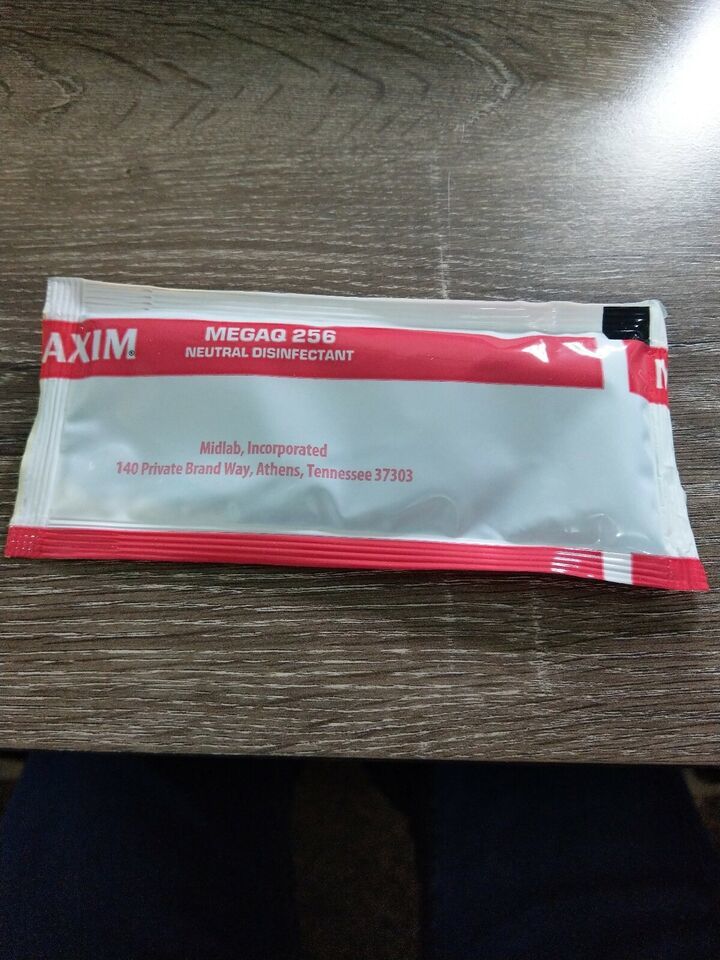 AXIM®
MEGAQ 256
NEUTRAL DISINFECTANT
Midlab, Incorporated
140 Private Brand Way, Athens, Tennessee 37303